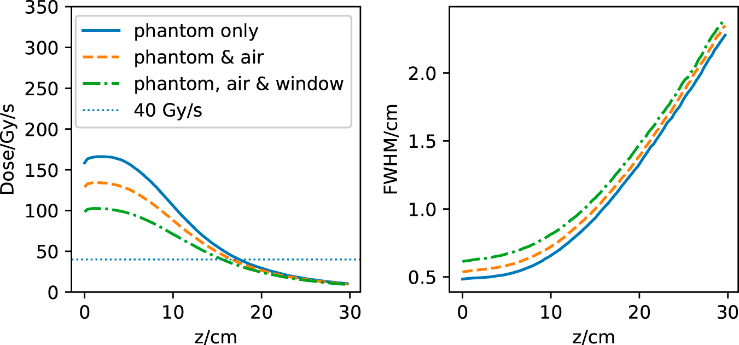 350
300
250
200
150
100
50
0
Dose/Gy/s
phantom only
phantom & air
phantom, air & window
40 Gy/s
0
10
20
30
z/cm
2.0
1.5
1.0
0.5
FWHM/cm
0
10
20
30
z/cm